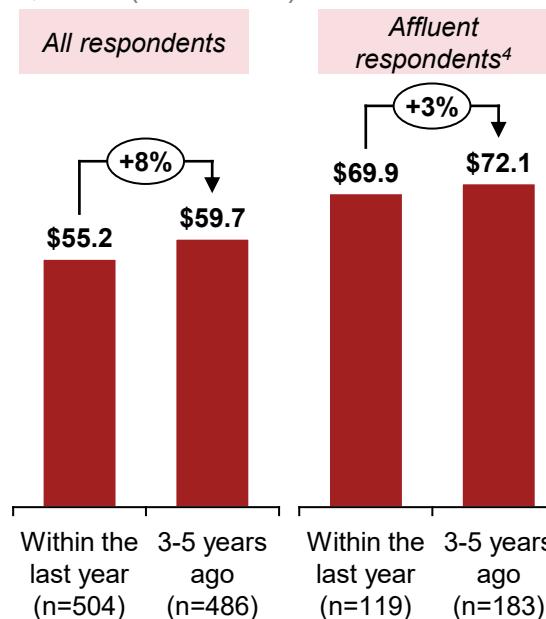 All respondents
Affluent
respondents⁴
+8%
+3%
$55.2
$59.7
$69.9
$72.1
Within the
last year
(n=504)
3-5 years
ago
(n=486)
Within the
last year
(n=119)
3-5 years
ago
(n=183)